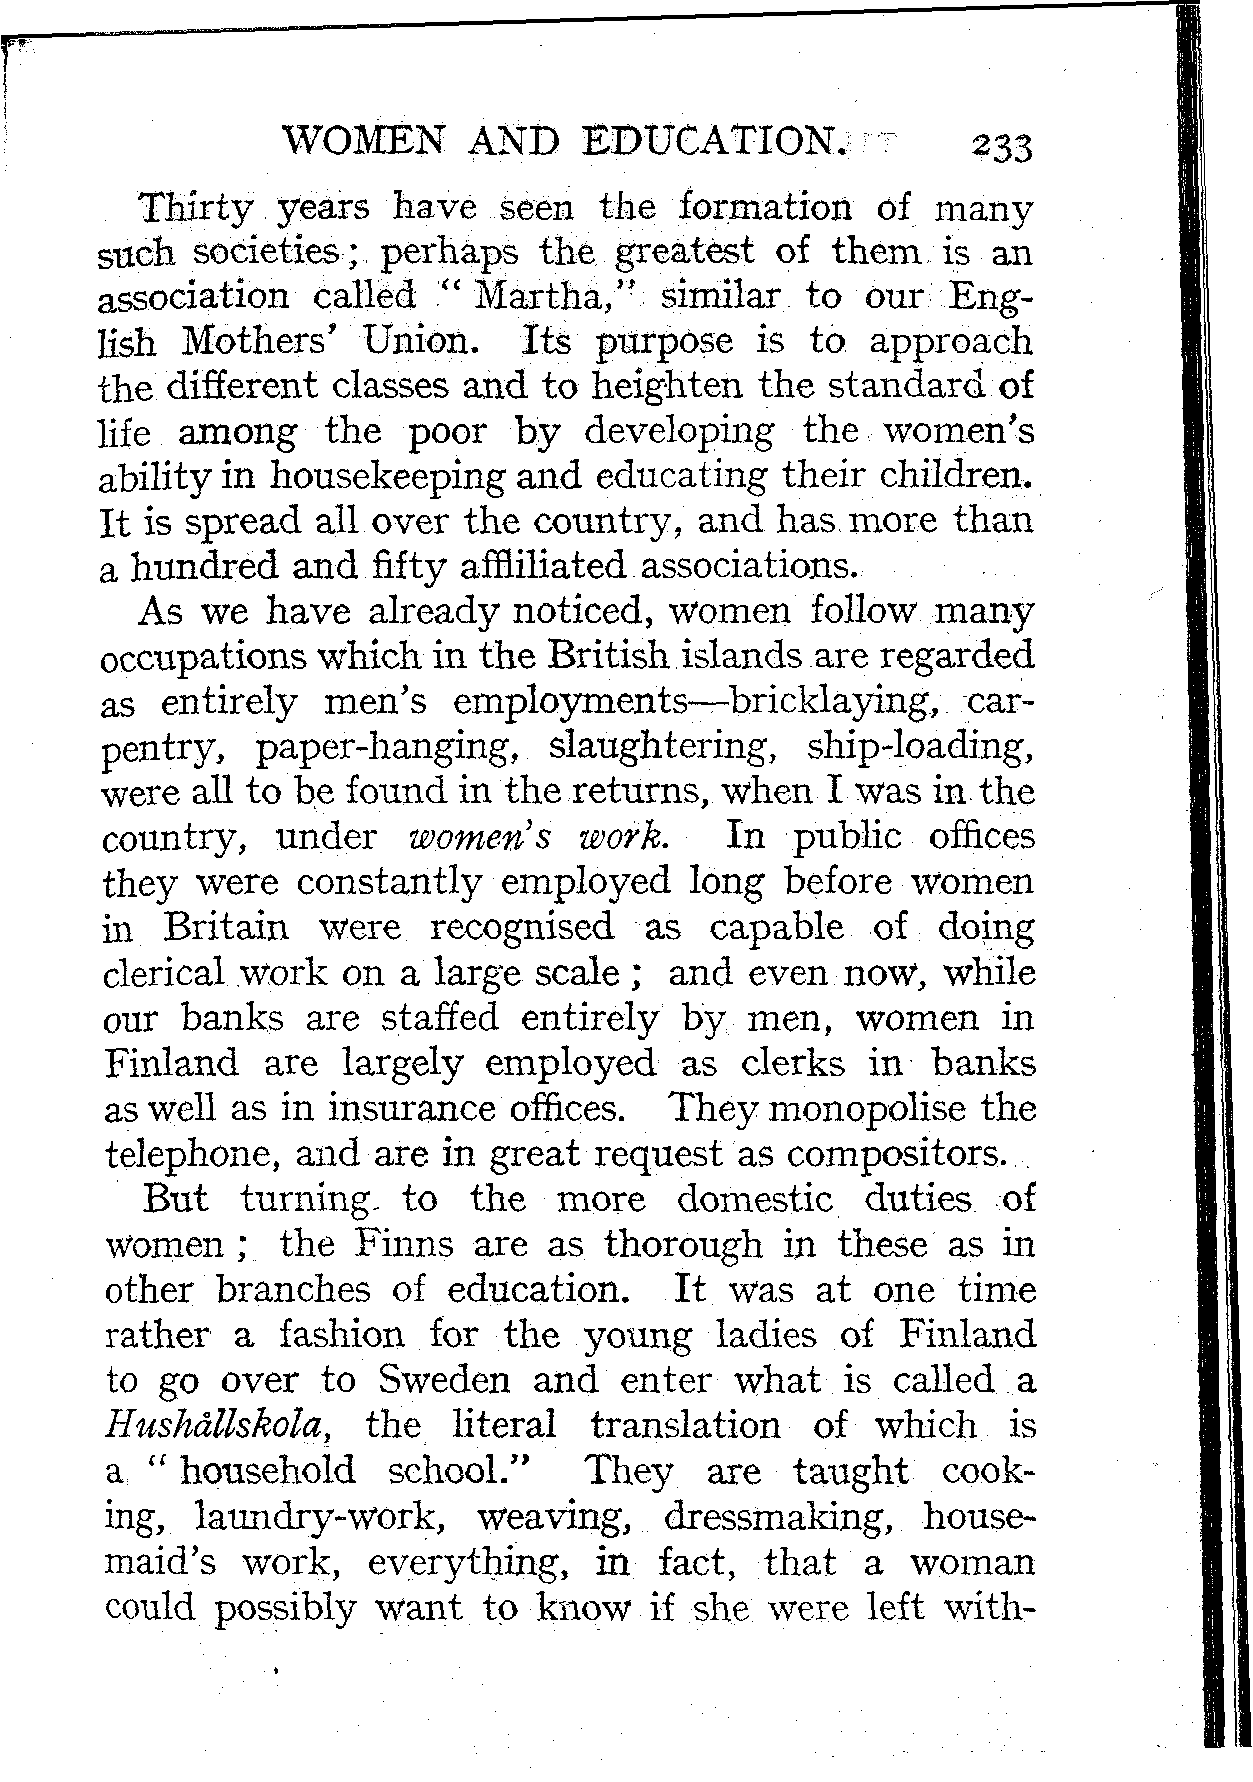 WOMEN AND EDUCATION. 233
Thirty years have seen the formation of many
such societies; perhaps the greatest of them is an
association called “ Martha,” similar to our Eng-
lish Mothers’ Union. Its purpose is to approach
the different classes and to heighten the standard of
life among the poor by developing the women’s
ability in housekeeping and educating their children.
It is spread all over the country, and has more than
a hundred and fifty affliliated associations.
As we have already noticed, women follow many
occupations which in the British islands are regarded
as entirely men’s employments—bricklaying, car-
pentry, paper-hanging, slaughtering, ship-loading,
were all to be found in the returns, when I was in the
country, under women’s work. In public offices
they were constantly employed long before women
in Britain were recognised as capable of doing
clerical work on a large scale ; and even now, while
our banks are staffed entirely by men, women in
Finland are largely employed as clerks in banks
as well as in insurance offices. They monopolise the
telephone, and are in great request as compositors.
But turning to the more domestic duties of
women ; the Finns are as thorough in these as in
other branches of education. It was at one time
rather a fashion for the young ladies of Finland
to go over to Sweden and enter what is called a
Hushållskola, the literal translation of which is
a “ household school.” They are taught cook-
ing, laundry-work, weaving, dressmaking, house-
maid’s work, everything, in fact, that a woman
could possibly want to know if she were left with-